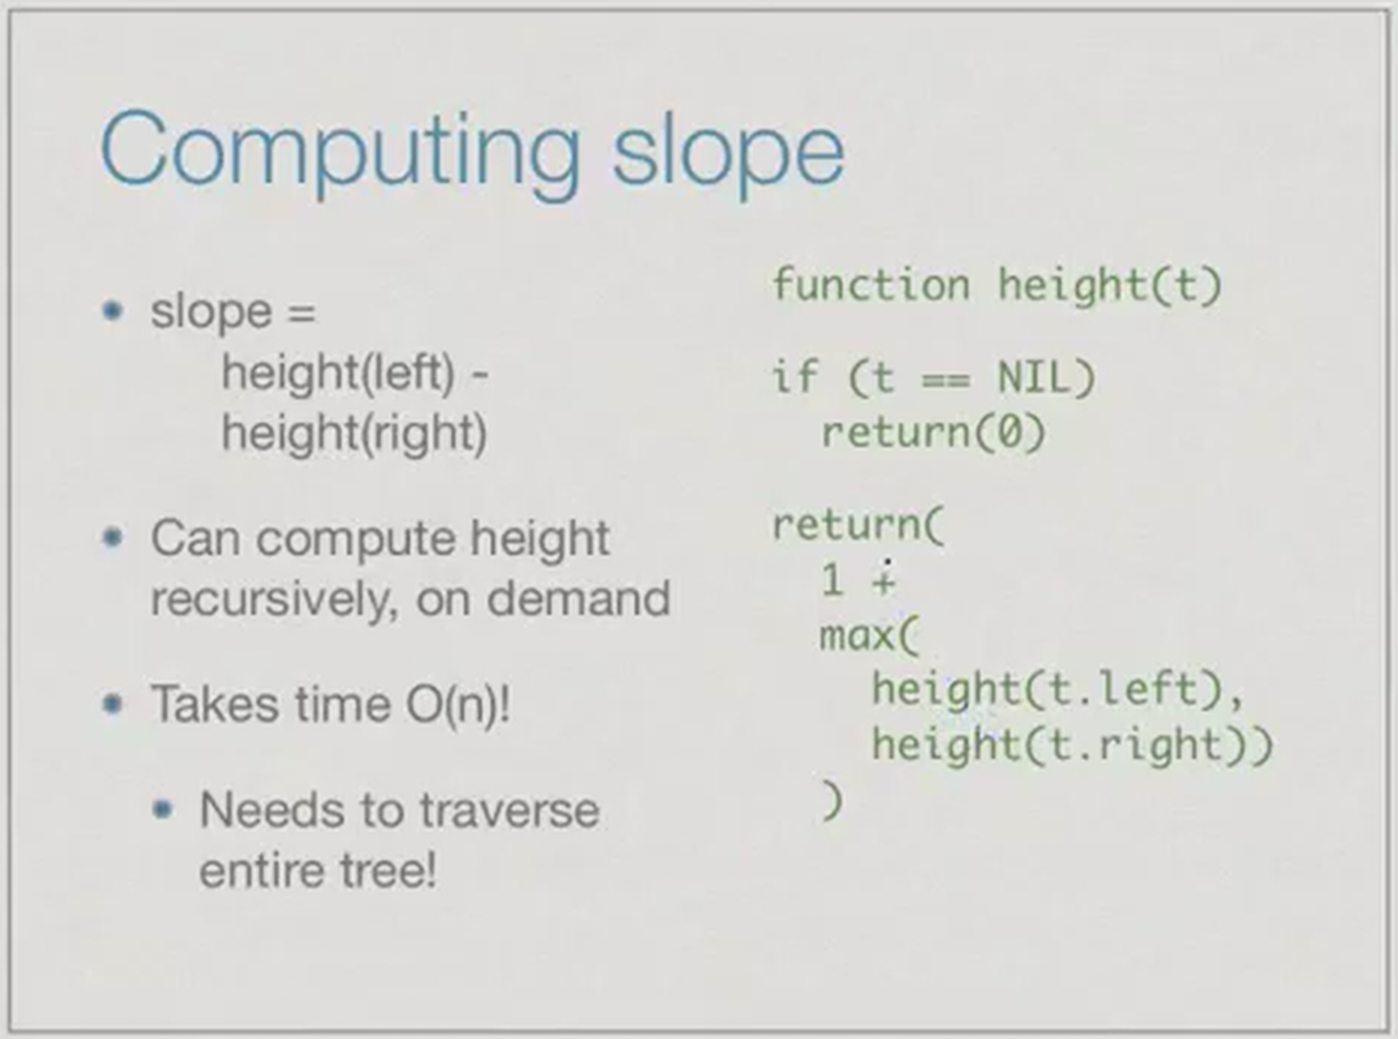 Computing slope
• slope =
height(left) -
height(right)
• Can compute height
recursively, on demand
• Takes time O(n)!
• Needs to traverse
entire tree!
function height(t)
if (t == NIL)
return(0)
return(
1 +
max(
height(t.left),
height(t.right))
)